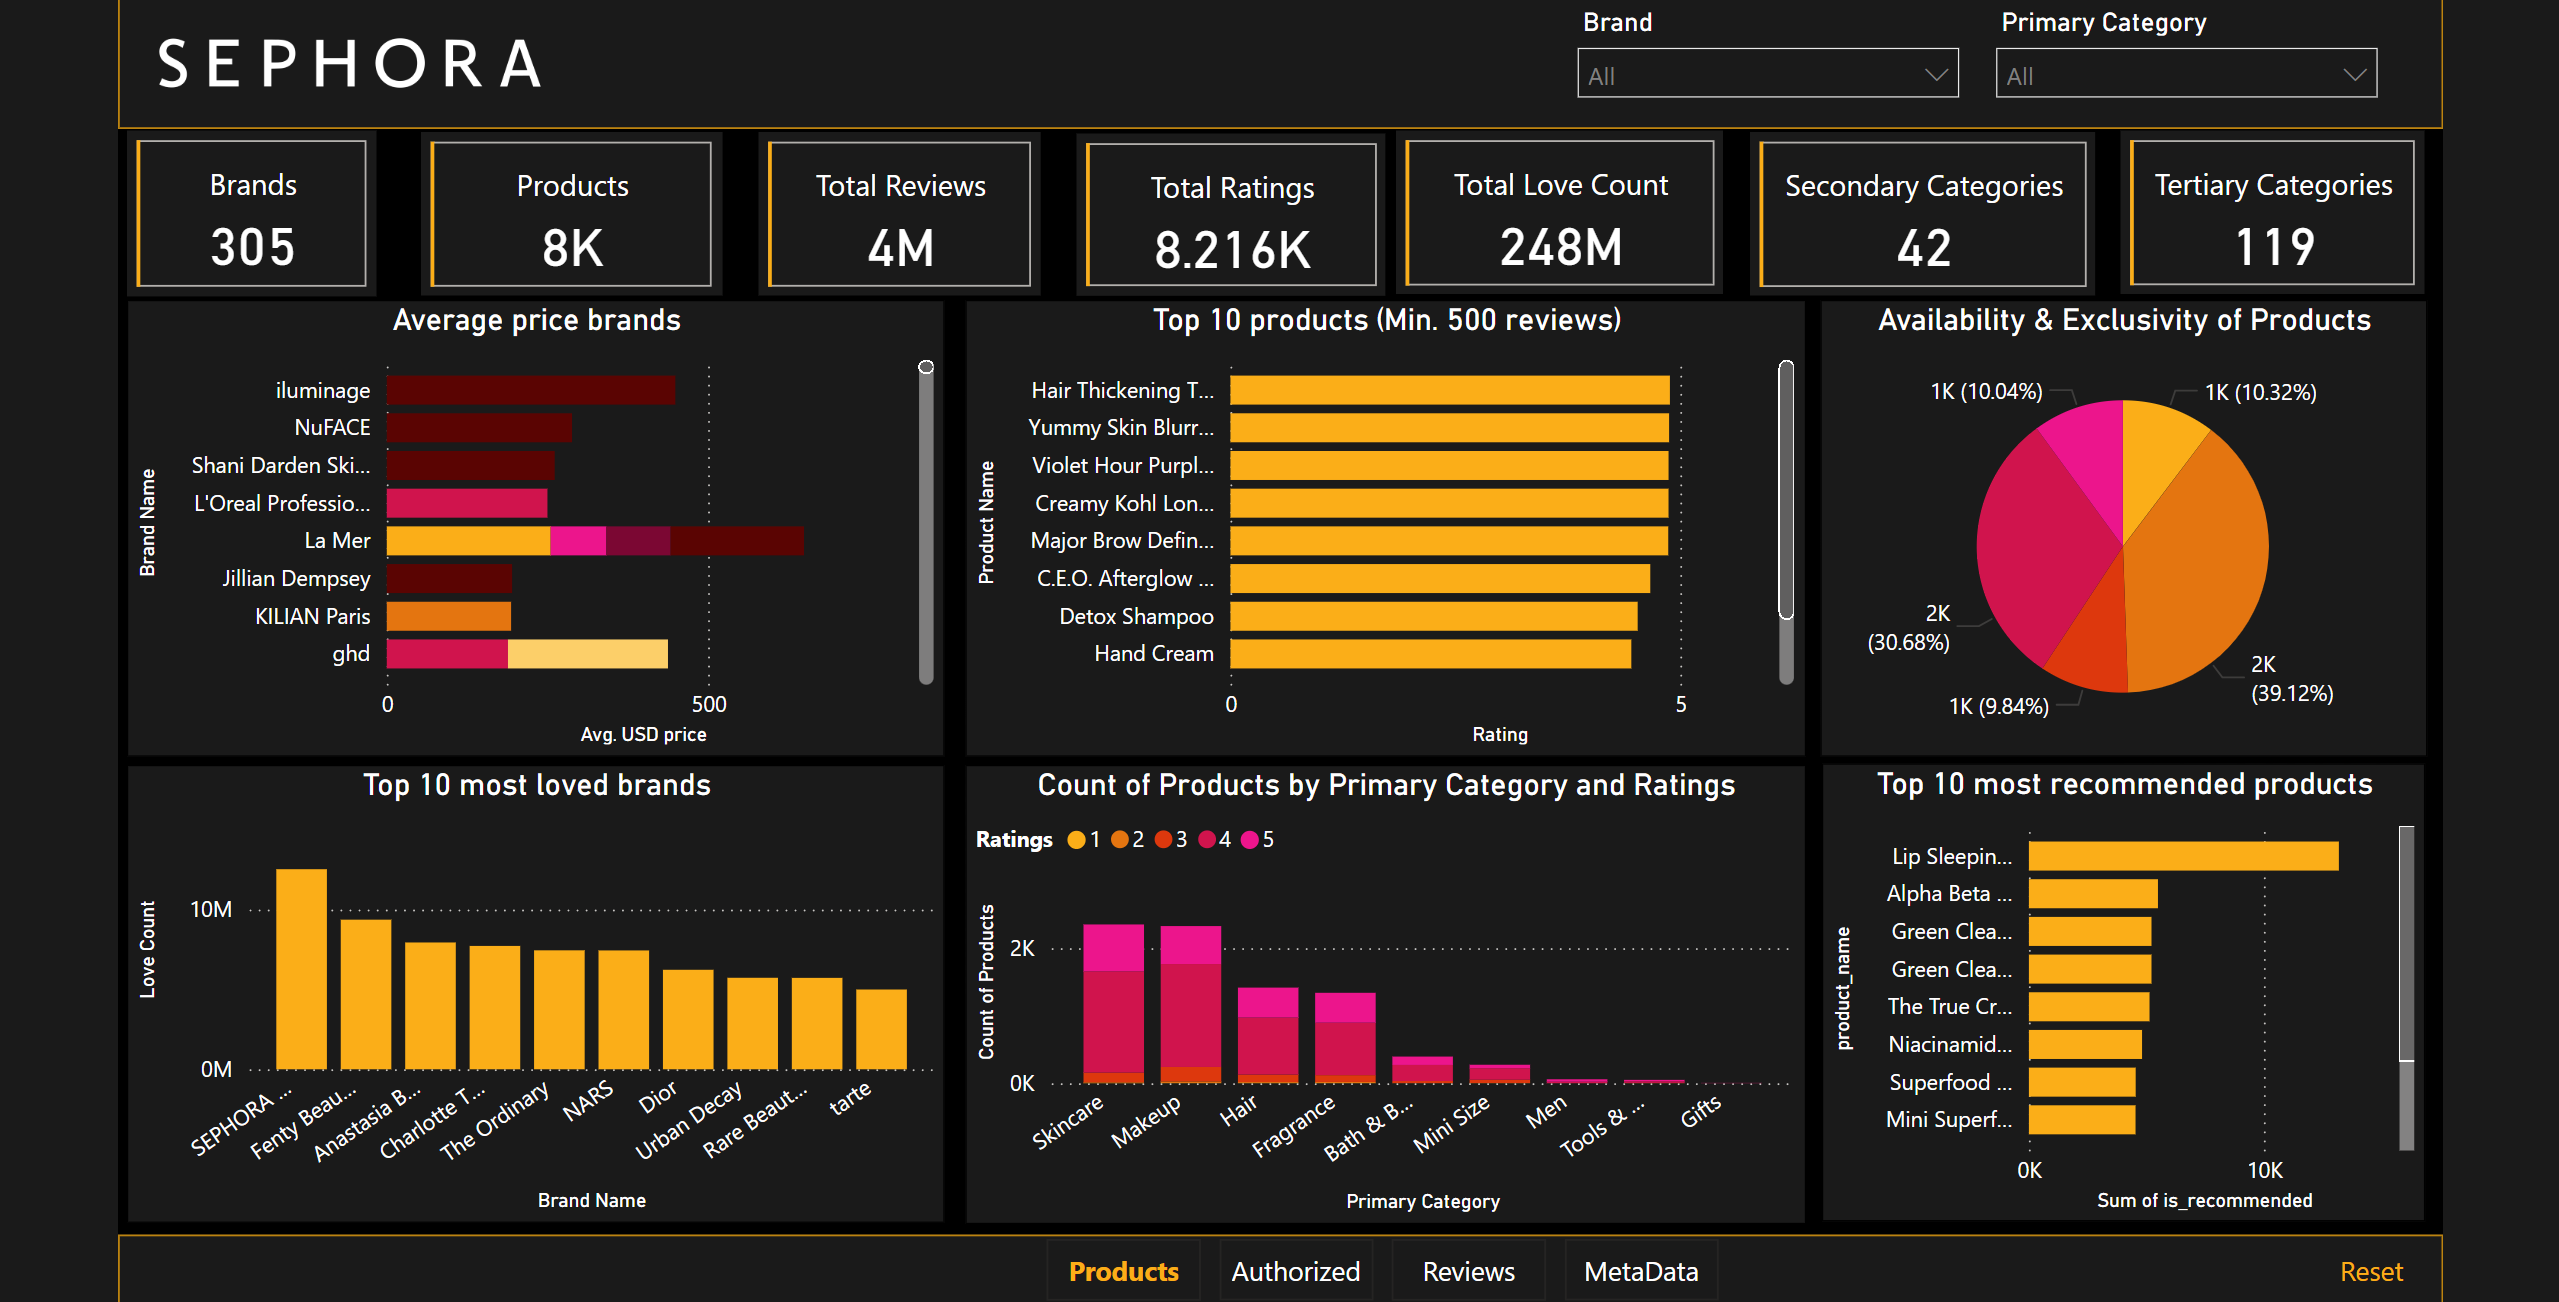 SEPHORA
Brand
All
Primary Category
All
Brands
305
Products
8K
Total Reviews
4M
Total Ratings
8.216K
Total Love Count
248M
Secondary Categories
42
Tertiary Categories
119
Average price brands
Brand Name
iluminage
NuFACE
Shani Darden Ski...
L'Oreal Professio...
La Mer
Jillian Dempsey
KILIAN Paris
ghd
0
500
Avg. USD price
Top 10 products (Min. 500 reviews)
Product Name
Hair Thickening T...
Yummy Skin Blurr...
Violet Hour Purpl...
Creamy Kohl Lon...
Major Brow Defin...
C.E.O. Afterglow ...
Detox Shampoo
Hand Cream
0
5
Rating
Availability & Exclusivity of Products
1K (10.04%)
1K (10.32%)
2K
(30.68%)
2K
(39.12%)
1K (9.84%)
Top 10 most loved brands
Love Count
10M
0M
SEPHORA ...
Fenty Beau...
Anastasia B...
Charlotte T...
The Ordinary
NARS
Dior
Urban Decay
Rare Beaut...
tarte
Brand Name
Count of Products by Primary Category and Ratings
Ratings 1 2 3 4 5
Count of Products
2K
0K
Skincare
Makeup
Hair
Fragrance
Bath & B...
Mini Size
Men
Tools & ...
Gifts
Primary Category
Top 10 most recommended products
product_name
Lip Sleepin...
Alpha Beta ...
Green Clea...
Green Clea...
The True Cr...
Niacinamid...
Superfood ...
Mini Superf...
0K
10K
Sum of is_recommended
Products
Authorized
Reviews
MetaData
Reset